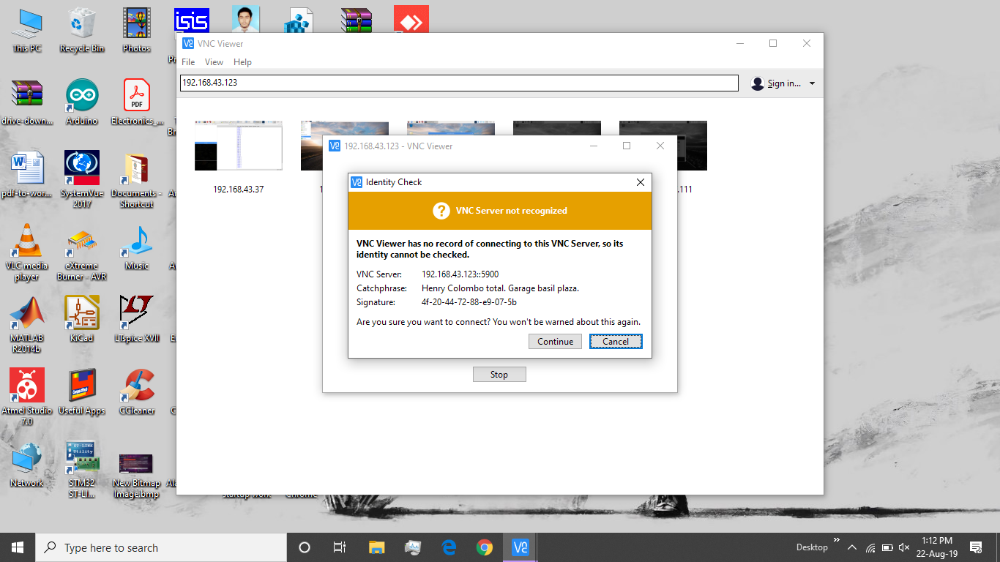 isis
This PC
Recycle Bin
Photos
VNC Viewer
File View Help
192.168.43.123
Sign in...
drive-down...
Arduino
Electronics_...
PDF
192.168.43.123 - VNC Viewer
192.168.43.37
.111
Identity Check
VNC Server not recognized
VNC Viewer has no record of connecting to this VNC Server, so its
identity cannot be checked.
VNC Server: 192.168.43.123::5900
Catchphrase: Henry Colombo total. Garage basil plaza.
Signature: 4f-20-44-72-88-e9-07-5b
Are you sure you want to connect? You won't be warned about this again.
Continue
Cancel
Stop
pdf-to-wor...
SystemVue
2017
Documents -
Shortcut
VLC media
player
eXtreme
Burner - AVR
Music
MATLAB
R2014b
KiCad
LTspice XVII
Atmel Studio
7.0
Useful Apps
CCleaner
Network
STM32
ST-LI...
New Bitmap
Image.bmp
startup work
Chrome
Type here to search
Desktop
1:12 PM
22-Aug-19